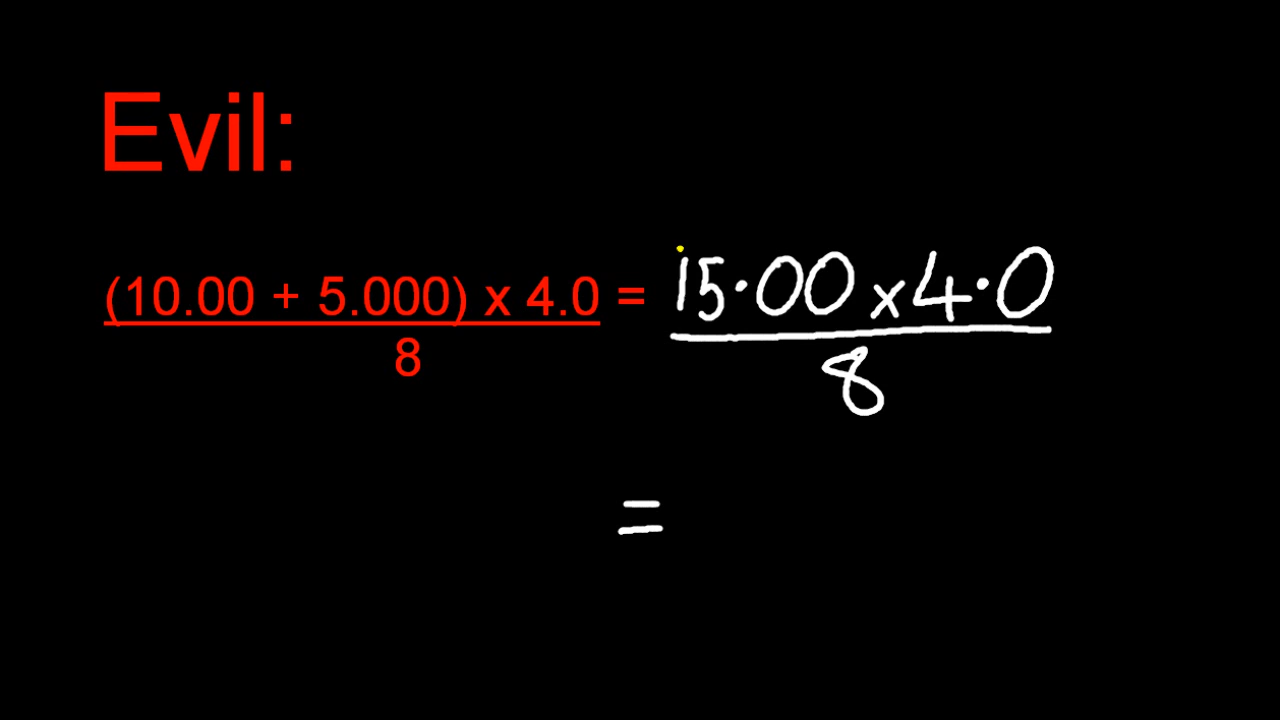 Evil:
(10.00 + 5.000) x 4.0 = 15·00 x 4·0
8 8
=